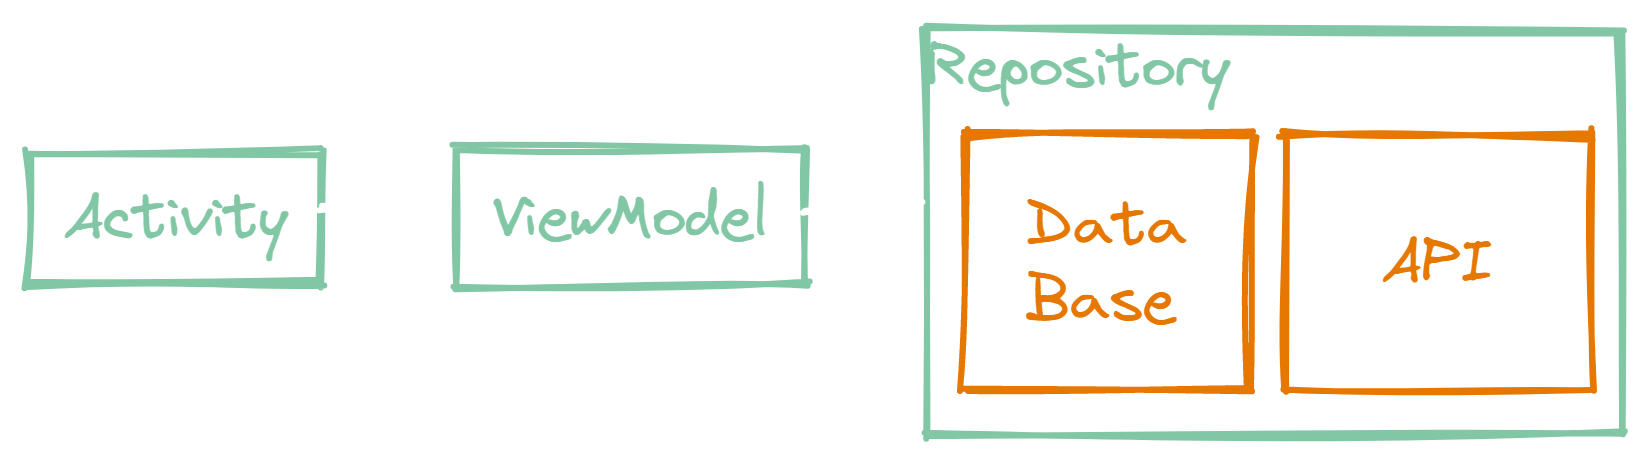 Activity
ViewModel
Repository
Data
Base
API